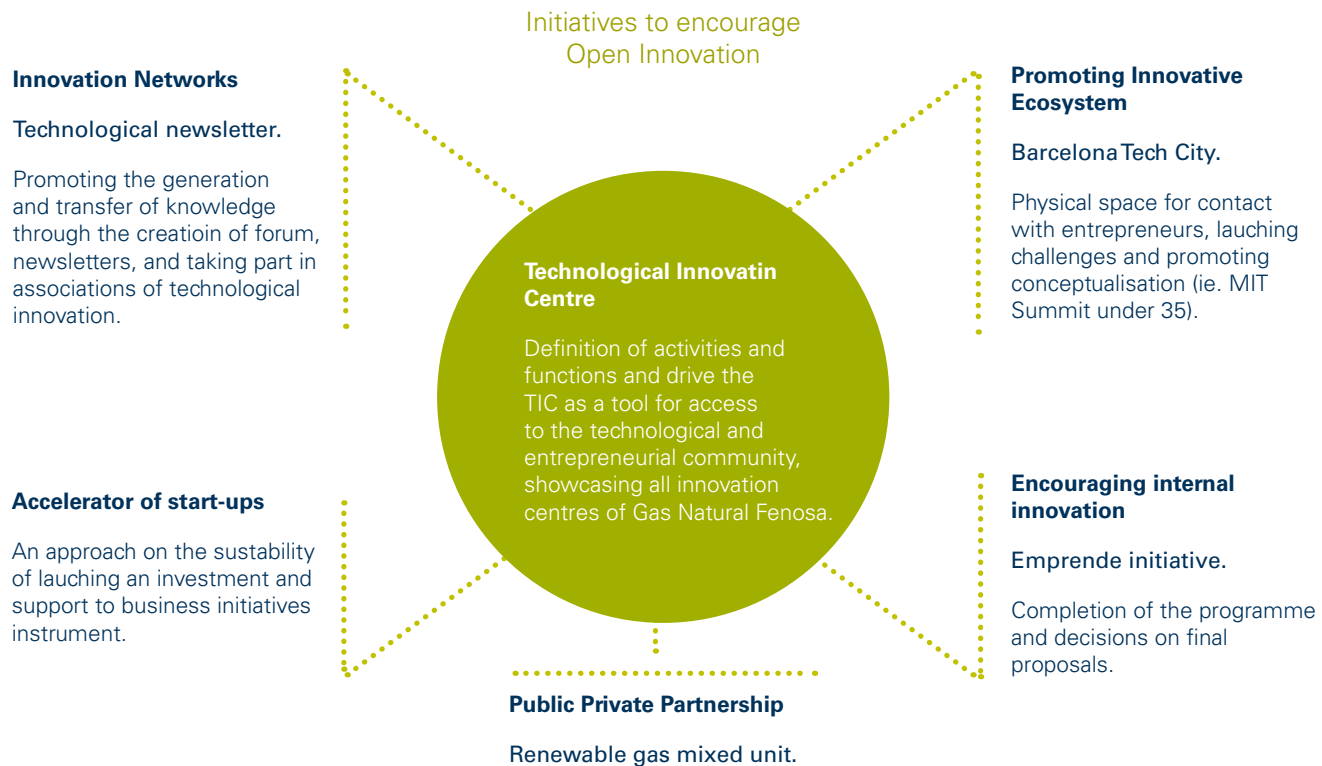 Initiatives to encourage
Open Innovation
Innovation Networks
Technological newsletter.
Promoting the generation
and transfer of knowledge
through the creatioin of forum,
newsletters, and taking part in
associations of technological
innovation.
Promoting Innovative
Ecosystem
Barcelona Tech City.
Physical space for contact
with entrepreneurs, lauching
challenges and promoting
conceptualisation (ie. MIT
Summit under 35).
Technological Innovatin
Centre
Definition of activities and
functions and drive the
TIC as a tool for access
to the technological and
entrepreneurial community,
showcasing all innovation
centres of Gas Natural Fenosa.
Accelerator of start-ups
An approach on the sustability
of lauching an investment and
support to business initiatives
instrument.
Encouraging internal
innovation
Emprende initiative.
Completion of the programme
and decisions on final
proposals.
Public Private Partnership
Renewable gas mixed unit.